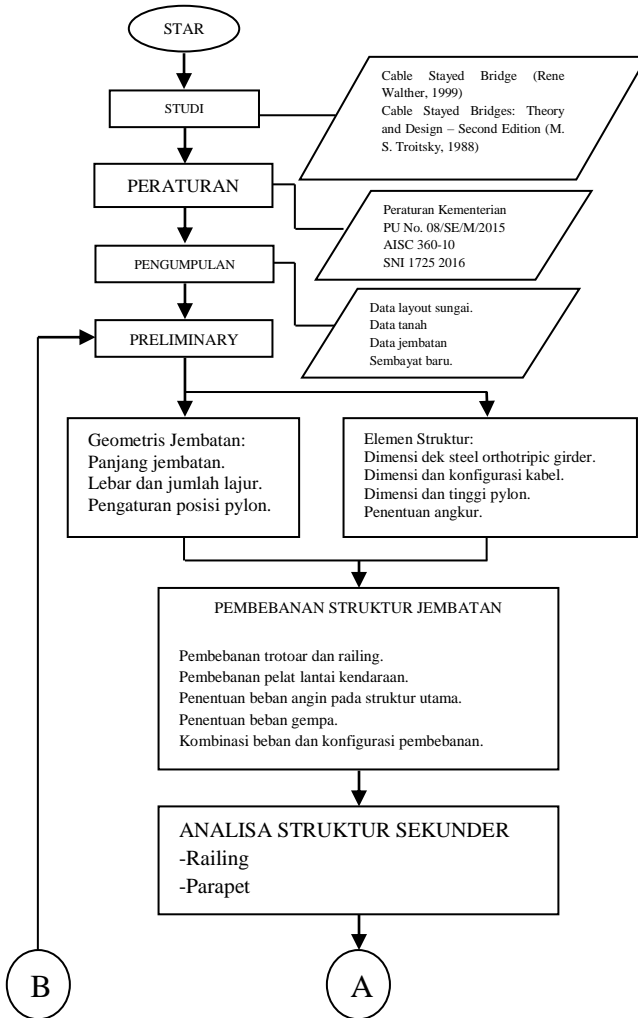 STAR
Cable Stayed Bridge (Rene
Walther, 1999)
Cable Stayed Bridges: Theory
and Design – Second Edition (M.
S. Troitsky, 1988)
STUDI
PERATURAN
Peraturan Kementerian
PU No. 08/SE/M/2015
AISC 360-10
SNI 1725 2016
PENGUMPULAN
Data layout sungai.
Data tanah
Data jembatan
Sembayat baru.
PRELIMINARY
Geometris Jembatan:
Panjang jembatan.
Lebar dan jumlah lajur.
Pengaturan posisi pylon.
Elemen Struktur:
Dimensi dek steel orthotripic girder.
Dimensi dan konfigurasi kabel.
Dimensi dan tinggi pylon.
Penentuan angkur.
PEMBEBANAN STRUKTUR JEMBATAN
Pembebanan trotoar dan railing.
Pembebanan pelat lantai kendaraan.
Penentuan beban angin pada struktur utama.
Penentuan beban gempa.
Kombinasi beban dan konfigurasi pembebanan.
ANALISA STRUKTUR SEKUNDER
-Railing
-Parapet
B
A